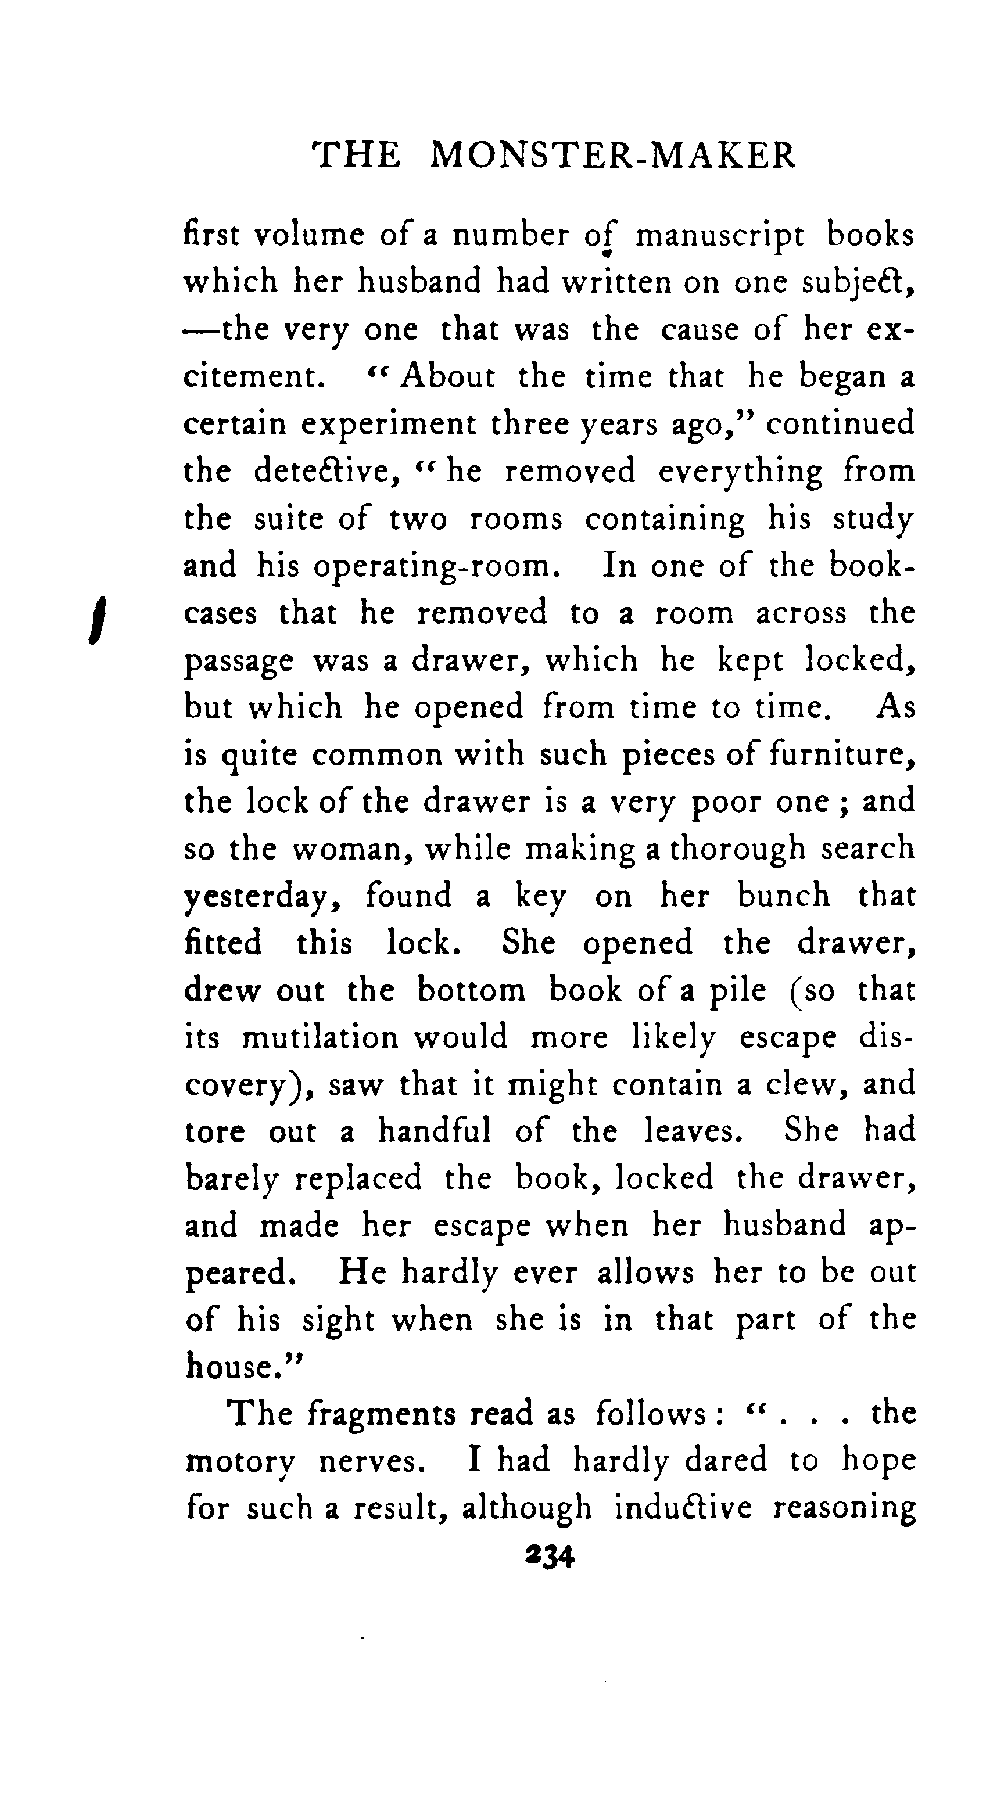 THE MONSTER-MAKER
first volume of a number of manuscript books
which her husband had written on one subject,
—the very one that was the cause of her ex-
citement. “About the time that he began a
certain experiment three years ago,” continued
the detective, “he removed everything from
the suite of two rooms containing his study
and his operating-room. In one of the book-
cases that he removed to a room across the
passage was a drawer, which he kept locked,
but which he opened from time to time. As
is quite common with such pieces of furniture,
the lock of the drawer is a very poor one; and
so the woman, while making a thorough search
yesterday, found a key on her bunch that
fitted this lock. She opened the drawer,
drew out the bottom book of a pile (so that
its mutilation would more likely escape dis-
covery), saw that it might contain a clew, and
tore out a handful of the leaves. She had
barely replaced the book, locked the drawer,
and made her escape when her husband ap-
peared. He hardly ever allows her to be out
of his sight when she is in that part of the
house.”
The fragments read as follows: “. . . the
motory nerves. I had hardly dared to hope
for such a result, although inductive reasoning
234